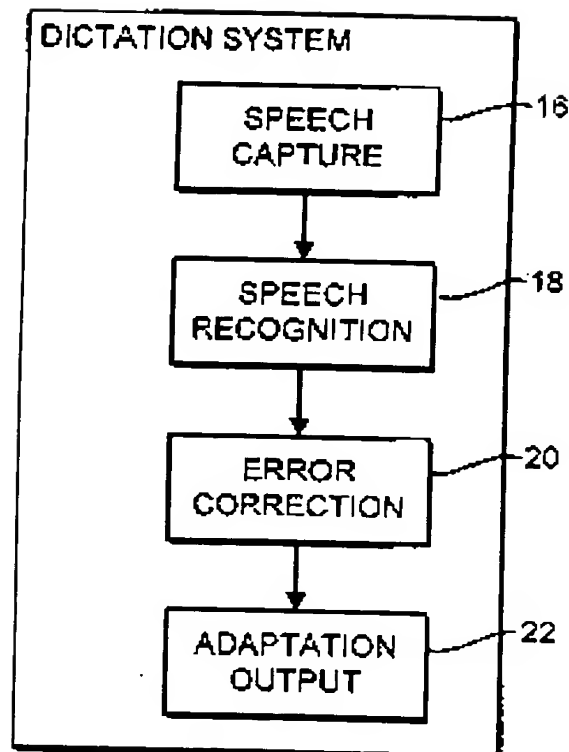 DICTATION SYSTEM
SPEECH
CAPTURE
16
SPEECH
RECOGNITION
18
ERROR
CORRECTION
20
ADAPTATION
OUTPUT
22